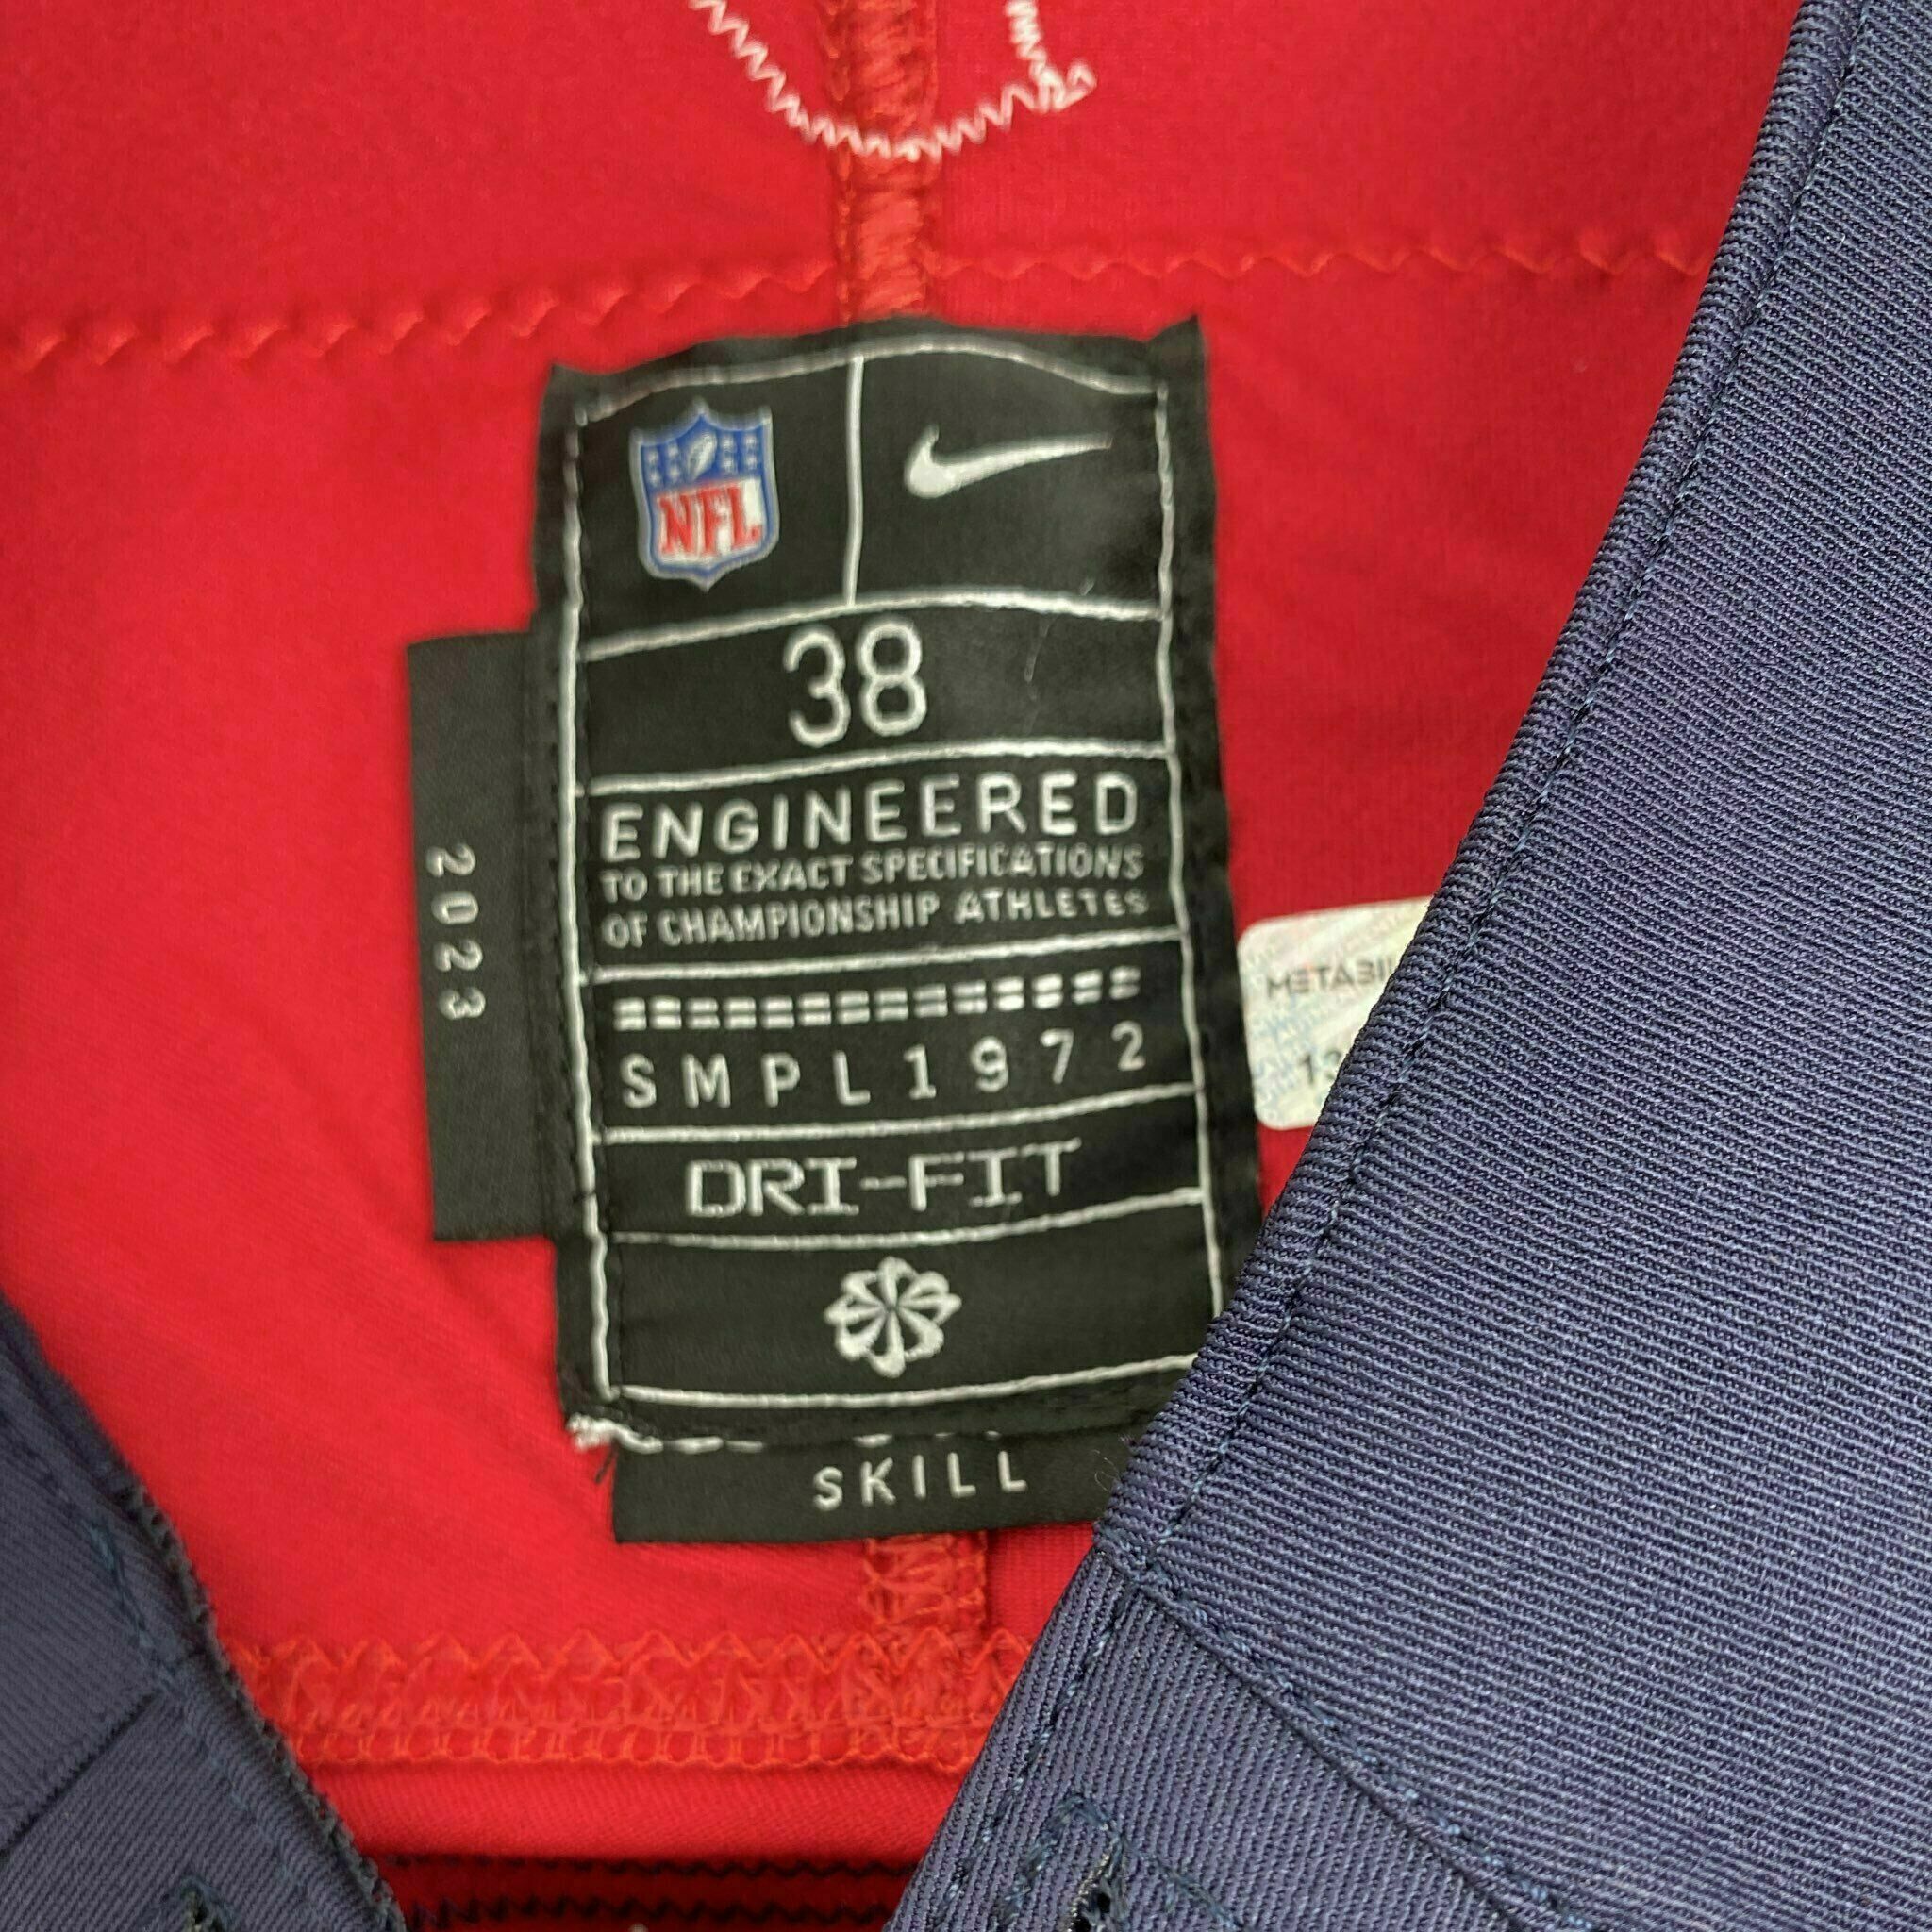 NFL
38
ENGINEERED
TO THE EXACT SPECIFICATIONS
OF CHAMPIONSHIP ATHLETES
SMPL1972
DRI-FIT
SKILL
2023